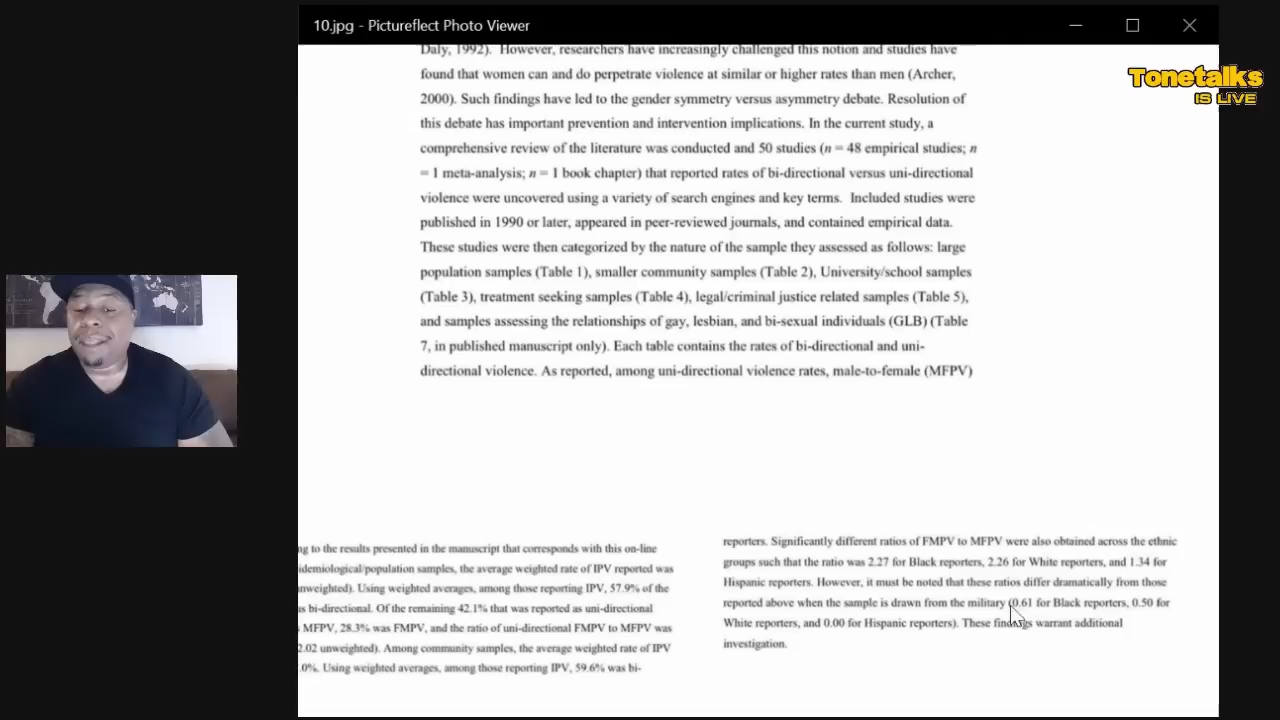 10.jpg - Pictureflect Photo Viewer
Tonetalks
IS LIVE
Daly, 1992). However, researchers have increasingly challenged this notion and studies have
found that women can and do perpetrate violence at similar or higher rates than men (Archer,
2000). Such findings have led to the gender symmetry versus asymmetry debate. Resolution of
this debate has important prevention and intervention implications. In the current study, a
comprehensive review of the literature was conducted and 50 studies (n = 48 empirical studies; n
= 1 meta-analysis; n = 1 book chapter) that reported rates of bi-directional versus uni-directional
violence were uncovered using a variety of search engines and key terms. Included studies were
published in 1990 or later, appeared in peer-reviewed journals, and contained empirical data.
These studies were then categorized by the nature of the sample they assessed as follows: large
population samples (Table 1), smaller community samples (Table 2), University/school samples
(Table 3), treatment seeking samples (Table 4), legal/criminal justice related samples (Table 5),
and samples assessing the relationships of gay, lesbian, and bi-sexual individuals (GLB) (Table
7, in published manuscript only). Each table contains the rates of bi-directional and uni-
directional violence. As reported, among uni-directional violence rates, male-to-female (MFPV)
ng to the results presented in the manuscript that corresponds with this on-line
idemiological/population samples, the average weighted rate of IPV reported was
nweighted). Using weighted averages, among those reporting IPV, 57.9% of the
as bi-directional. Of the remaining 42.1% that was reported as uni-directional
MFPV, 28.3% was FMPV, and the ratio of uni-directional FMPV to MFPV was
2.02 unweighted). Among community samples, the average weighted rate of IPV
.0%. Using weighted averages, among those reporting IPV, 59.6% was bi-
reporters. Significantly different ratios of FMPV to MFPV were also obtained across the ethnic
groups such that the ratio was 2.27 for Black reporters, 2.26 for White reporters, and 1.34 for
Hispanic reporters. However, it must be noted that these ratios differ dramatically from those
reported above when the sample is drawn from the military (0.61 for Black reporters, 0.50 for
White reporters, and 0.00 for Hispanic reporters). These findings warrant additional
investigation.